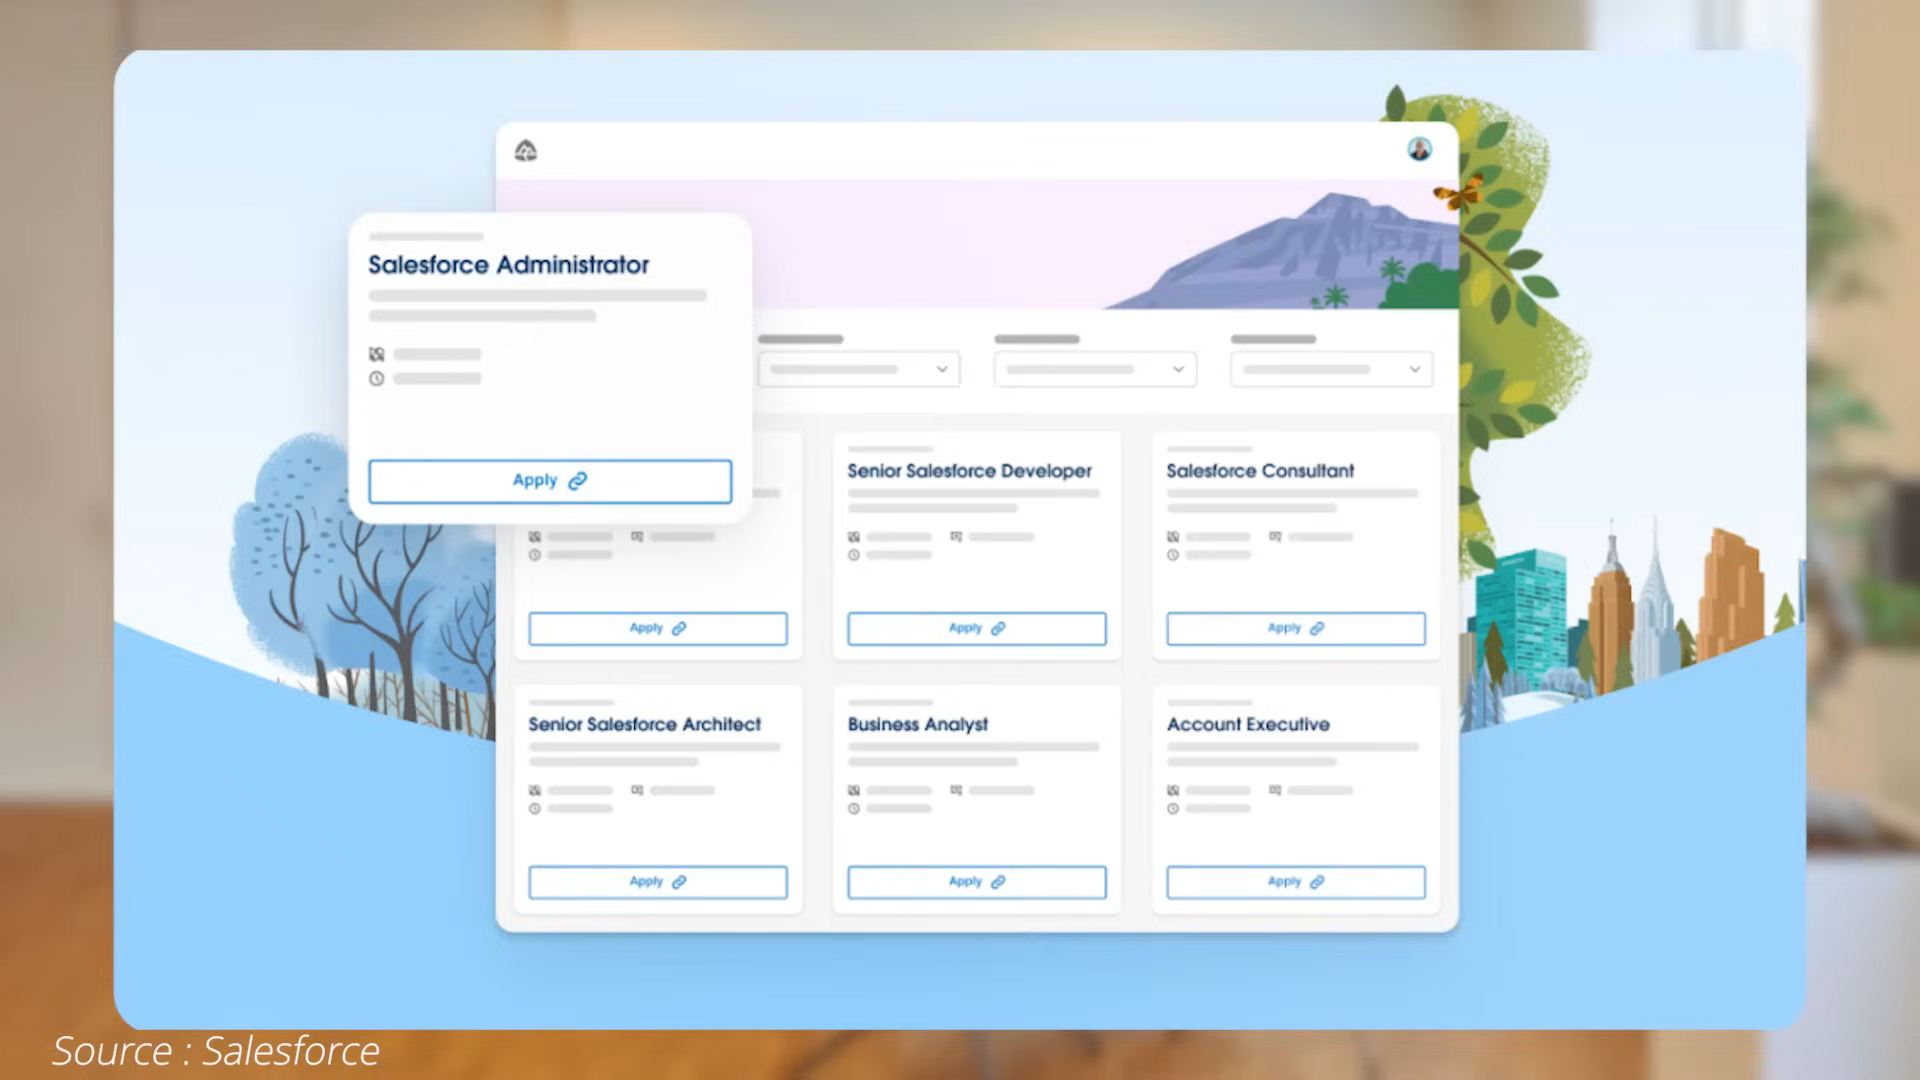 Salesforce Administrator
Apply
Senior Salesforce Developer
Salesforce Consultant
Apply
Apply
Apply
Senior Salesforce Architect
Business Analyst
Account Executive
Apply
Apply
Apply
Source : Salesforce